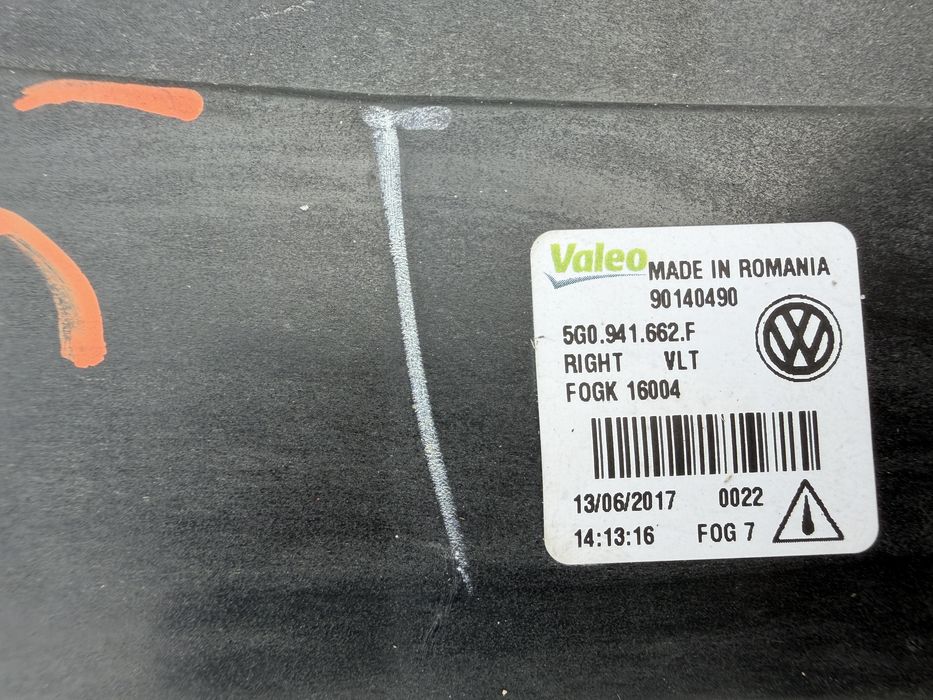 Valeo MADE IN ROMANIA
90140490
5G0.941.662.F
RIGHT VLT
FOGK 16004
13/06/2017 0022
14:13:16 FOG 7